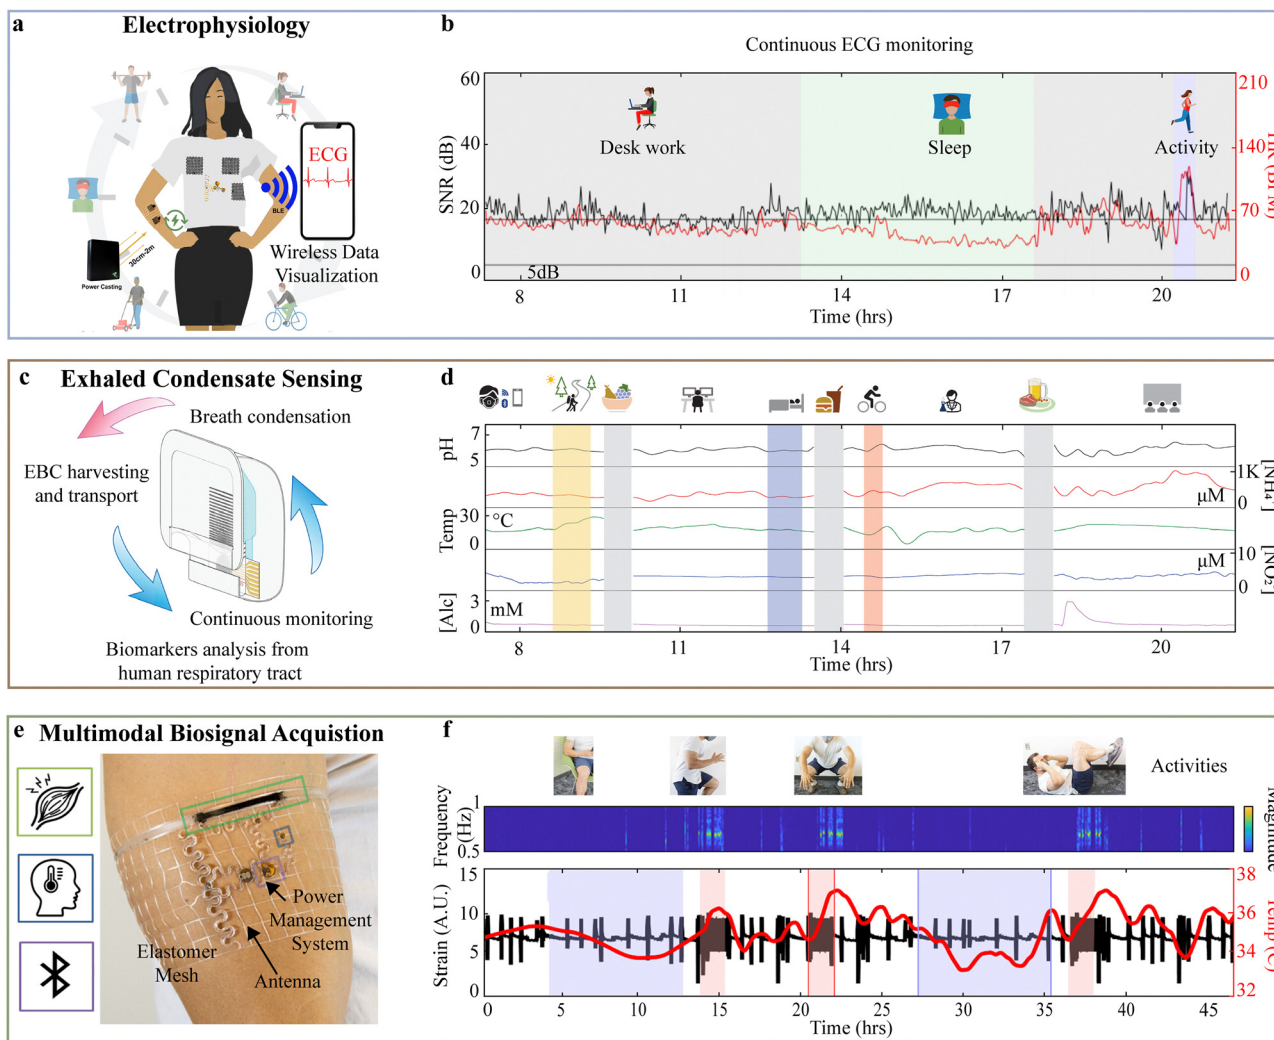 a
Electrophysiology
ECG
BLE
30cm-2m
Power Casting
Wireless Data
Visualization
b
Continuous ECG monitoring
SNR (dB)
60
40
20
0
Desk work
Sleep
Activity
5dB
210
140
70
0
HR (BPM)
8
11
14
17
20
Time (hrs)
c
Exhaled Condensate Sensing
Breath condensation
EBC harvesting
and transport
Continuous monitoring
Biomarkers analysis from
human respiratory tract
d
pH
7
5
1K
0
μM
[NH₄⁺]
Temp
30
0
°C
10
0
μM
[NO₂⁻]
[Alc]
3
0
mM
8
11
14
17
20
Time (hrs)
e
Multimodal Biosignal Acquistion
Power
Management
System
Elastomer
Mesh
Antenna
f
Activities
Frequency
(Hz)
1
0.5
Magnitude
Strain (A.U.)
15
10
5
0
38
36
34
32
Temp (C)
0
5
10
15
20
25
30
35
40
45
Time (hrs)